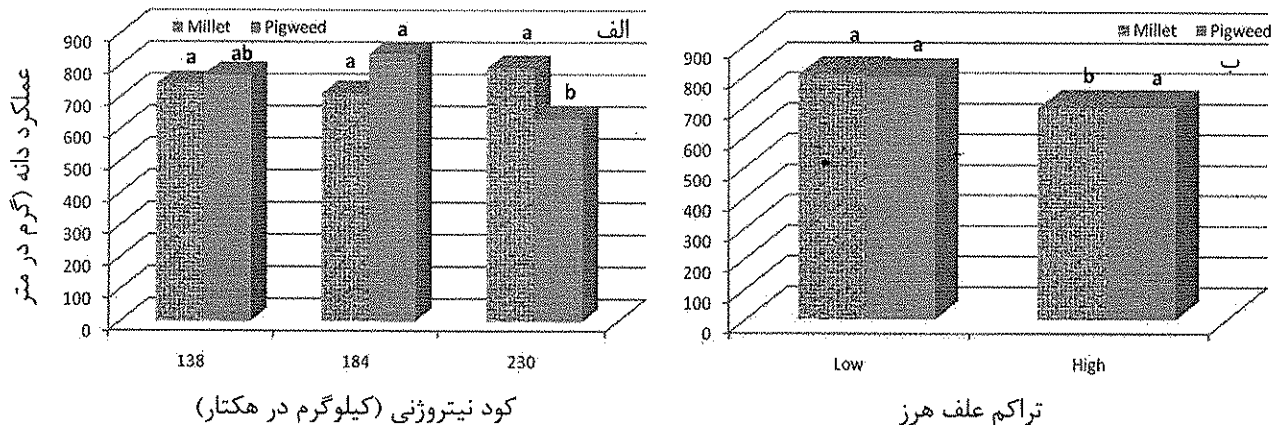 Millet Pigweed
الف
900
800
700
600
500
400
300
200
100
0
a ab a a a b
138 184 230
عملکرد دانه (گرم در متر
کود نیتروژنی (کیلوگرم در هکتار)
Millet Pigweed
ب
900
800
700
600
500
400
300
200
100
0
a a b a
Low High
تراکم علف هرز